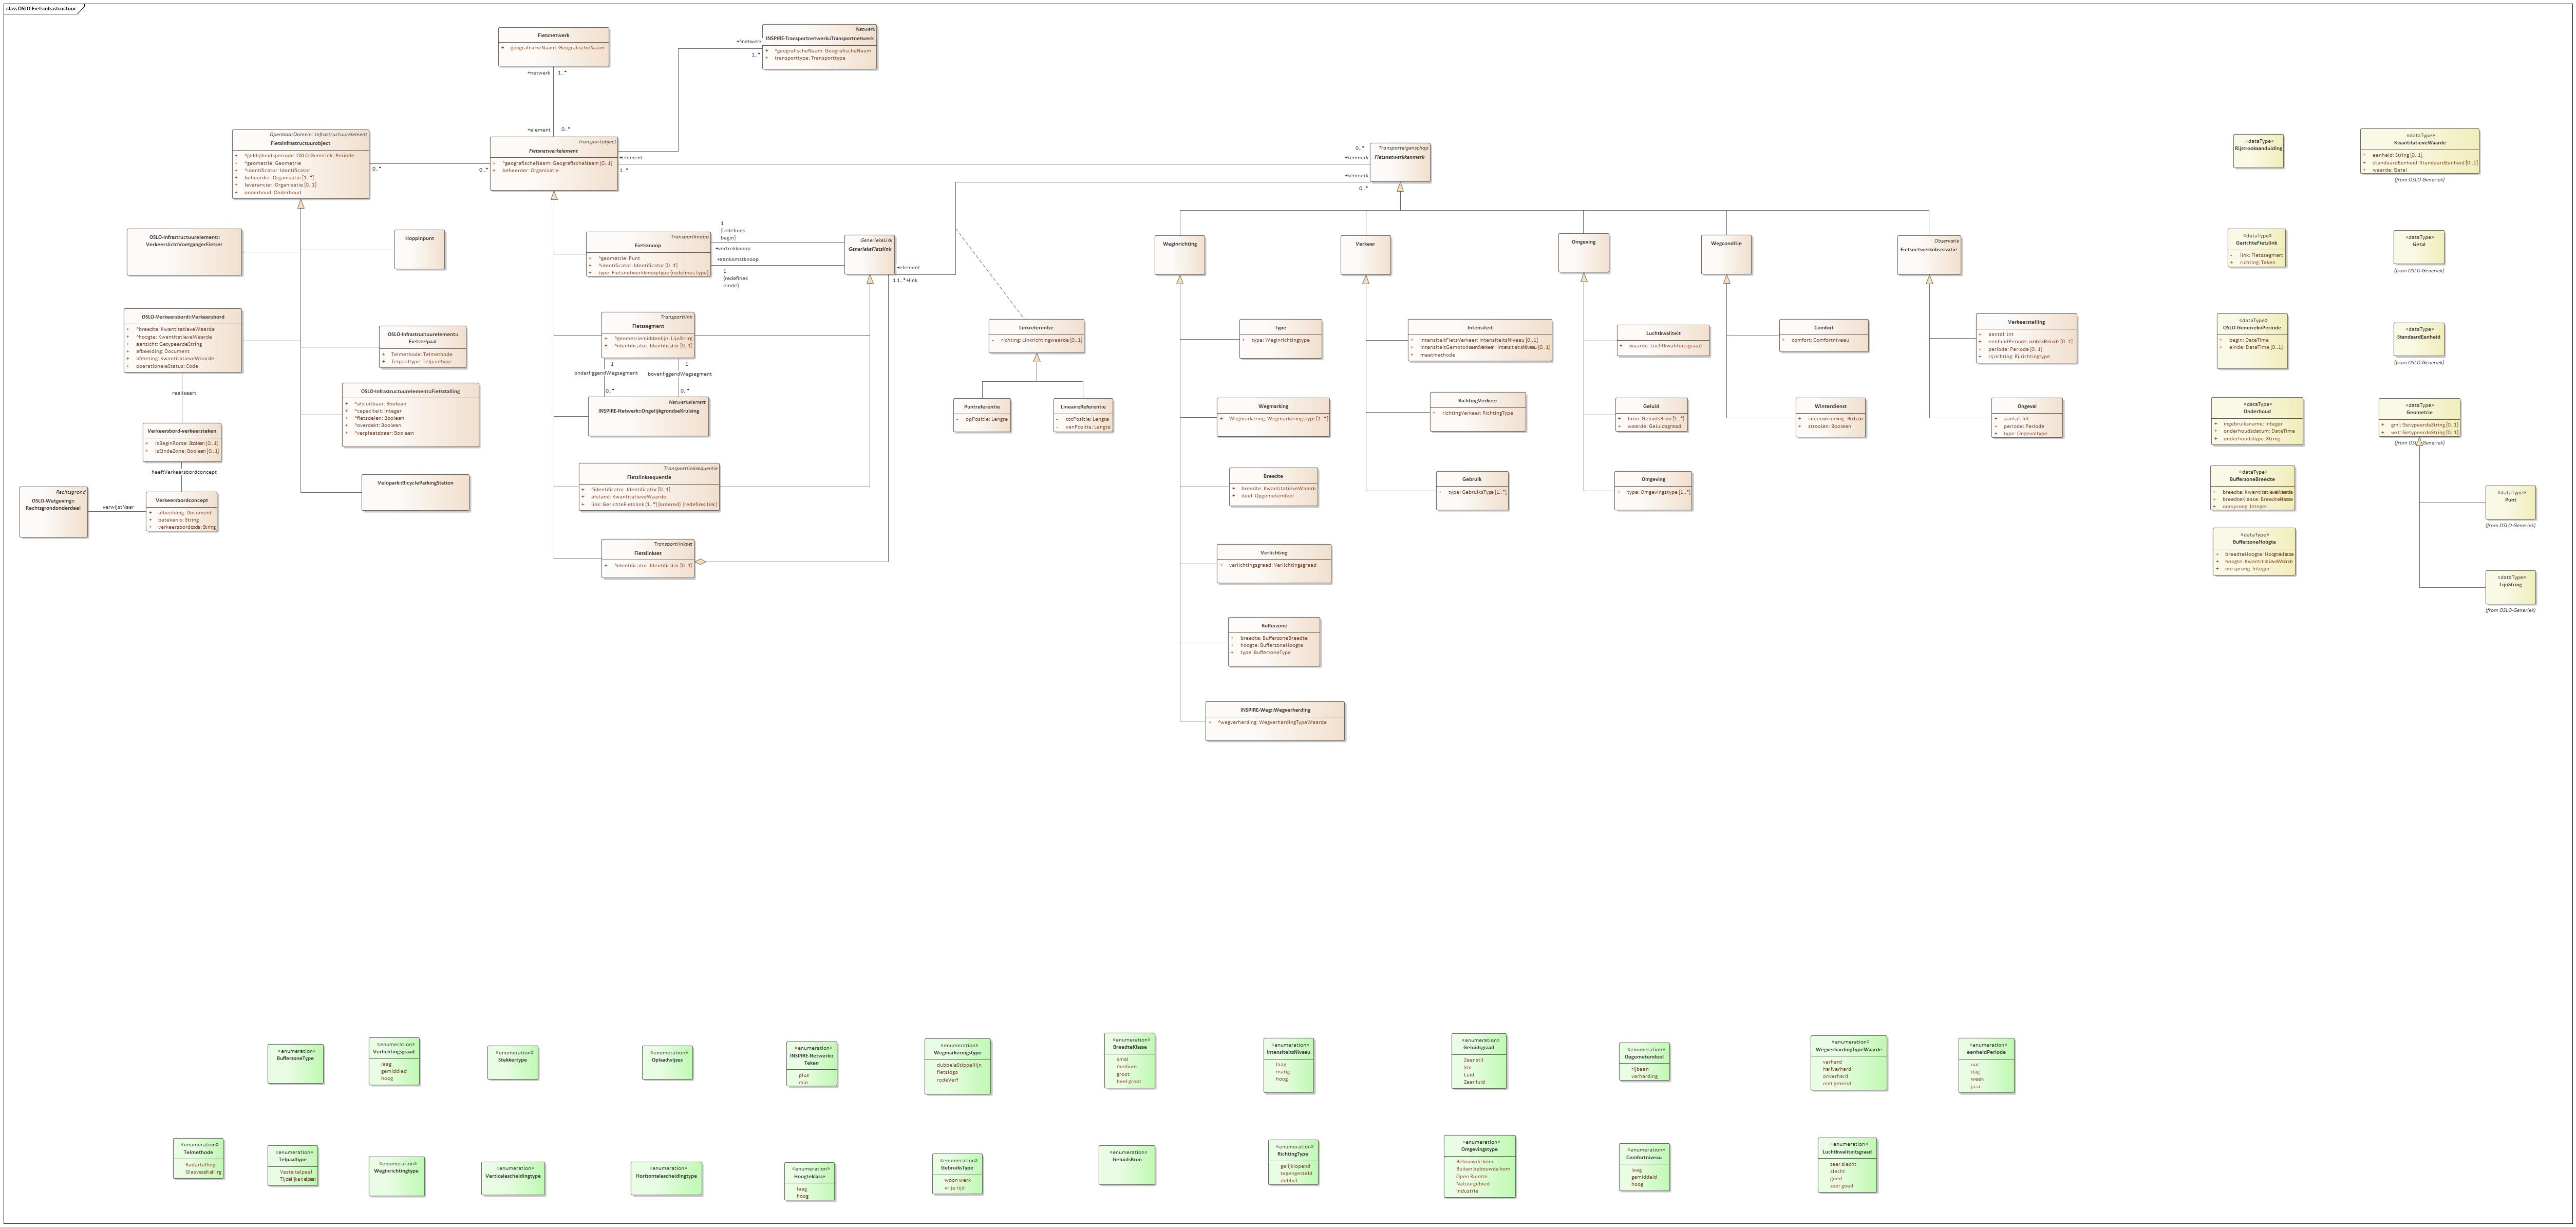 class OSLO-Fietsinfrastructuur
Fietsnetwerk
+ geografischeNaam: GeografischeNaam
Netwerk
INSPIRE-Transportnetwerk::Transportnetwerk
+ ^geografischeNaam: GeografischeNaam
+ transporttype: Transporttype
+^netwerk
1..*
+netwerk
1..*
+element
0..*
OpenbaarDomein::Infrastructuurelement
Fietsinfrastructuurobject
+ ^geldigheidsperiode: OSLO-Generiek::Periode
+ ^geometrie: Geometrie
+ ^identificator: Identificator
+ beheerder: Organisatie [1..*]
+ leverancier: Organisatie [0..1]
+ onderhoud: Onderhoud
0..*
0..*
Transportobject
Fietsnetwerkelement
+ ^geografischeNaam: GeografischeNaam [0..1]
+ beheerder: Organisatie
+element
1..*
0..*
+kenmerk
+kenmerk
0..*
Transporteigenschap
Fietsnetwerkkenmerk
OSLO-Infrastructuurelement::
VerkeerslichtVoetgangerFietser
Hoppinpunt
OSLO-Verkeersbord::Verkeersbord
+ ^breedte: KwantitatieveWaarde
+ ^hoogte: KwantitatieveWaarde
+ aanzicht: GetypeerdeString
+ afbeelding: Document
+ afmeting: KwantitatieveWaarde
+ operationeleStatus: Code
realiseert
OSLO-Infrastructuurelement::
Fietstelpaal
+ Telmethode: Telmethode
+ Telpaaltype: Telpaaltype
OSLO-Infrastructuurelement::Fietsstalling
+ ^afsluitbaar: Boolean
+ ^capaciteit: Integer
+ ^fietsdelen: Boolean
+ ^overdekt: Boolean
+ ^verplaatsbaar: Boolean
Verkeersbord-verkeersteken
+ isBeginRonze: Boolean [0..1]
+ isEindeZone: Boolean [0..1]
heeftVerkeersbordconcept
Velopark::BicycleParkingStation
Rechtsgrond
OSLO-Wetgeving::
Rechtsgrondonderdeel
verwijstNaar
Verkeersbordconcept
+ afbeelding: Document
+ betekenis: String
+ verkeersbordcode: String
Transportknoop
Fietsknoop
+ ^geometrie: Punt
+ ^identificator: Identificator [0..1]
+ type: Fietsnetwerkknooptype {redefines type}
1
{redefines
begin}
+vertrekknoop
+aankomstknoop
1
{redefines
einde}
GeneriekeLink
GeneriekeFietslink
+element
1 1..* +link
Transportlink
Fietssegment
+ ^geometriemiddenlijn: LijnString
+ ^identificator: Identificator [0..1]
1
onderliggendWegsegment
0..*
1
bovenliggendWegsegment
0..*
Netwerkelement
INSPIRE-Netwerk::OngelijkgrondseKruising
Transportlinksequentie
Fietslinksequentie
+ ^identificator: Identificator [0..1]
+ afstand: KwantitatieveWaarde
+ link: GerichteFietslink [1..*] {ordered} {redefines link}
Transportlinkset
Fietslinkset
+ ^identificator: Identificator [0..1]
Linkreferentie
- richting: Linkrichtingwaarde [0..1]
Puntreferentie
- opPositie: Lengte
LineaireReferentie
- totPositie: Lengte
- vanPositie: Lengte
Weginrichting
Verkeer
Omgeving
Wegconditie
Observatie
Fietsnetwerkobservatie
Type
+ type: Weginrichtingtype
Wegmarking
+ Wegmarkering: Wegmarkeringstype [1..*]
Breedte
+ breedte: KwantitatieveWaarde
+ deel: Opgemetendeel
Verlichting
+ verlichtingsgraad: Verlichtingsgraad
Bufferzone
+ breedte: BufferzoneBreedte
+ hoogte: BufferzoneHoogte
+ type: BufferzoneType
INSPIRE-Weg::Wegverharding
+ ^wegverharding: WegverhardingTypeWaarde
Intensiteit
+ intensiteitFietsVerkeer: intensiteitsNiveau [0..1]
+ intensiteitGemotoriseerdVerkeer: intensiteitsNiveau [0..1]
+ meetmethode
RichtingVerkeer
+ richtingVerkeer: RichtingType
Gebruik
+ type: GebruiksType [1..*]
Luchtkwaliteit
+ waarde: Luchtkwaliteitsgraad
Geluid
+ bron: GeluidsBron [1..*]
+ waarde: Geluidsgraad
Omgeving
+ type: Omgevingstype [1..*]
Comfort
+ comfort: Comfortniveau
Winterdienst
+ sneeuwruiming: Boolean
+ strooien: Boolean
Verkeerstelling
+ aantal: int
+ eenheidPeriode: eenheidPeriode [0..1]
+ periode: Periode [0..1]
+ rijrichting: Rijrichtingtype
Ongeval
+ aantal: int
+ periode: Periode
+ type: Ongevaltype
«dataType»
Rijstrookaanduiding
«dataType»
KwantitatieveWaarde
+ eenheid: String [0..1]
+ standaardEenheid: StandaardEenheid [0..1]
+ waarde: Getal
(from OSLO-Generiek)
«dataType»
GerichteFietslink
- link: Fietssegment
+ richting: Teken
«dataType»
Getal
(from OSLO-Generiek)
«dataType»
OSLO-Generiek::Periode
+ begin: DateTime
+ einde: DateTime [0..1]
«dataType»
StandaardEenheid
(from OSLO-Generiek)
«dataType»
Onderhoud
+ ingebruikname: Integer
+ onderhoudsdatum: DateTime
+ onderhoudstype: String
«dataType»
Geometrie
+ gml: GetypeerdeString [0..1]
+ wkt: GetypeerdeString [0..1]
(from OSLO-Generiek)
«dataType»
BufferzoneBreedte
+ breedte: KwantitatieveWaarde
+ breedteKlasse: BreedteKlasse
+ oorsprong: Integer
«dataType»
Punt
(from OSLO-Generiek)
«dataType»
BufferzoneHoogte
+ breedteHoogte: Hoogteklasse
+ hoogte: KwantitatieveWaarde
+ oorsprong: Integer
«dataType»
LijnString
(from OSLO-Generiek)
«enumeration»
BufferzoneType
«enumeration»
Verlichtingsgraad
laag
gemiddled
hoog
«enumeration»
Stekkertype
«enumeration»
Oplaadwijzes
«enumeration»
INSPIRE-Netwerk::
Teken
plus
min
«enumeration»
Wegmarkeringstype
dubbeleStippellijn
fietslogo
rodeVerf
«enumeration»
BreedteKlasse
smal
medium
groot
heel groot
«enumeration»
intensiteitsNiveau
laag
matig
hoog
«enumeration»
Geluidsgraad
Zeer stil
Stil
Luid
Zeer luid
«enumeration»
Opgemetendeel
rijbaan
verharding
«enumeration»
WegverhardingTypeWaarde
verhard
halfverhard
onverhard
niet gekend
«enumeration»
eenheidPeriode
uur
dag
week
jaar
«enumeration»
Telmethode
Radartelling
Glasvezeltelling
«enumeration»
Telpaaltype
Vaste telpaal
Tijdelijke telpaal
«enumeration»
Weginrichtingtype
«enumeration»
Verticalescheidingtype
«enumeration»
Horizontalescheidingtype
«enumeration»
Hoogteklasse
laag
hoog
«enumeration»
GebruiksType
woon werk
vrije tijd
«enumeration»
GeluidsBron
«enumeration»
RichtingType
gelijklopend
tegengesteld
dubbel
«enumeration»
Omgevingstype
Bebouwde kom
Buiten bebouwde kom
Open Ruimte
Natuurgebied
Industrie
«enumeration»
Comfortniveau
laag
gemiddeld
hoog
«enumeration»
Luchtkwaliteitsgraad
seer slecht
slecht
goed
seer goed